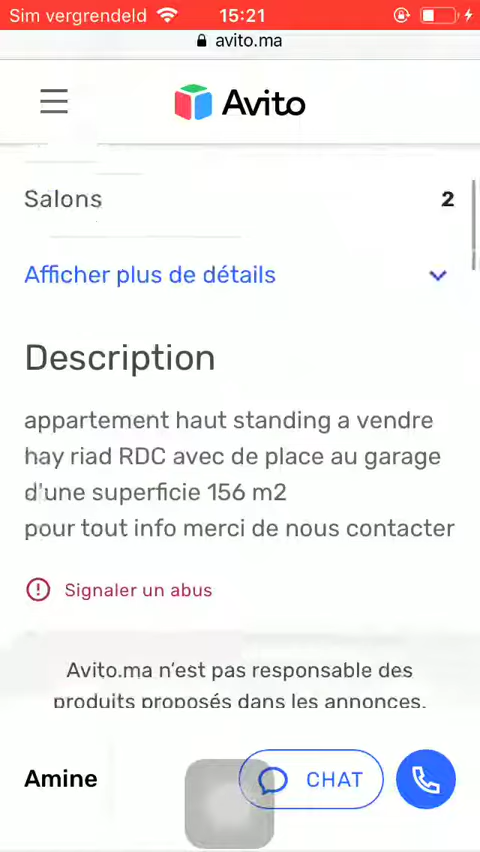 Sim vergrendeld 15:21
avito.ma
Avito
Salons 2
Afficher plus de détails
Description
appartement haut standing a vendre
hay riad RDC avec de place au garage
d'une superficie 156 m2
pour tout info merci de nous contacter
Signaler un abus
Avito.ma n’est pas responsable des
produits proposés dans les annonces.
Amine CHAT